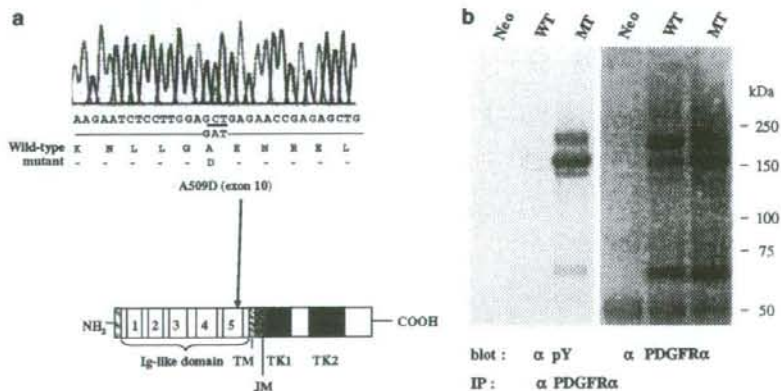 a
AAGAATCTCCTTGGAGCTGAGAACCGAGAGCTG
GAT
Wild-type K N L L G A E N R E L
mutant - - - - - D - - - - -
A509D (exon 10)
NH2 1 2 3 4 5 COOH
Ig-like domain TM TK1 TK2
JM
b
Neo WT MT Neo WT MT
kDa
250
150
100
75
50
blot : α pY α PDGFRα
IP : α PDGFRα